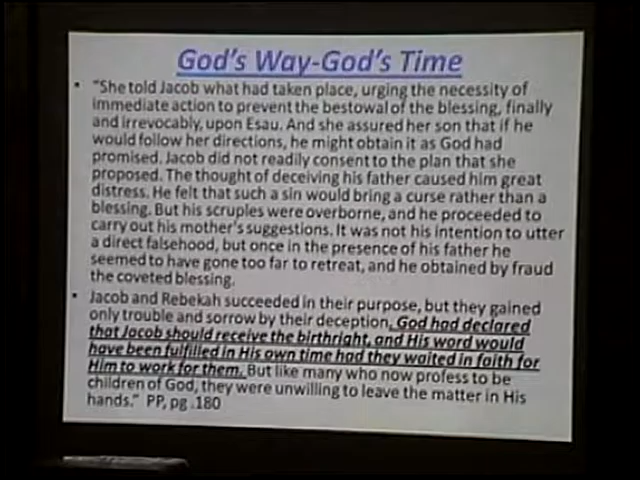 God's Way-God's Time
• "She told Jacob what had taken place, urging the necessity of
immediate action to prevent the bestowal of the blessing, finally
and irrevocably, upon Esau. And she assured her son that if he
would follow her directions, he might obtain it as God had
promised. Jacob did not readily consent to the plan that she
proposed. The thought of deceiving his father caused him great
distress. He felt that such a sin would bring a curse rather than a
blessing. But his scruples were overborne, and he proceeded to
carry out his mother's suggestions. It was not his intention to utter
a direct falsehood, but once in the presence of his father he
seemed to have gone too far to retreat, and he obtained by fraud
the coveted blessing.
• Jacob and Rebekah succeeded in their purpose, but they gained
only trouble and sorrow by their deception. God had declared
that Jacob should receive the birthright, and His word would
have been fulfilled in His own time had they waited in faith for
Him to work for them. But like many who now profess to be
children of God, they were unwilling to leave the matter in His
hands." PP, pg .180